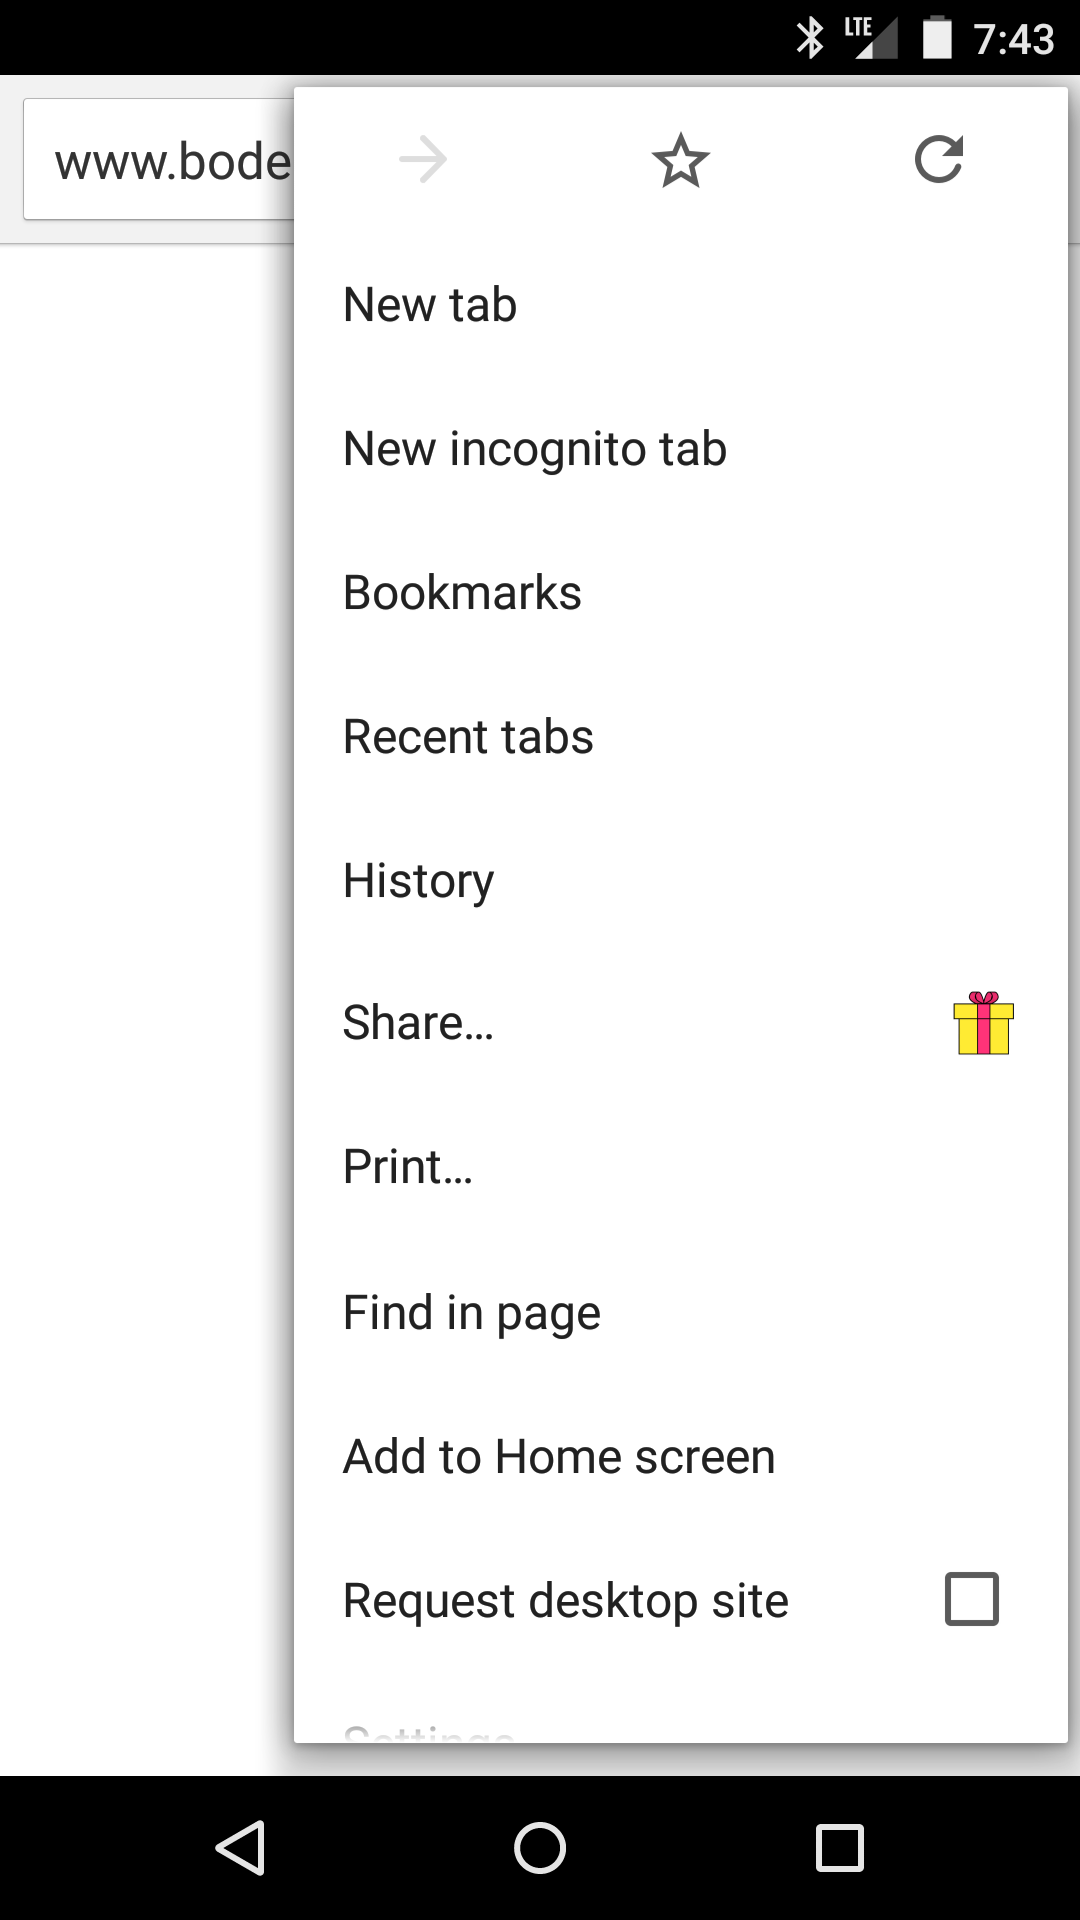 LTE 7:43
www.bode
New tab
New incognito tab
Bookmarks
Recent tabs
History
Share...
Print...
Find in page
Add to Home screen
Request desktop site
Settings